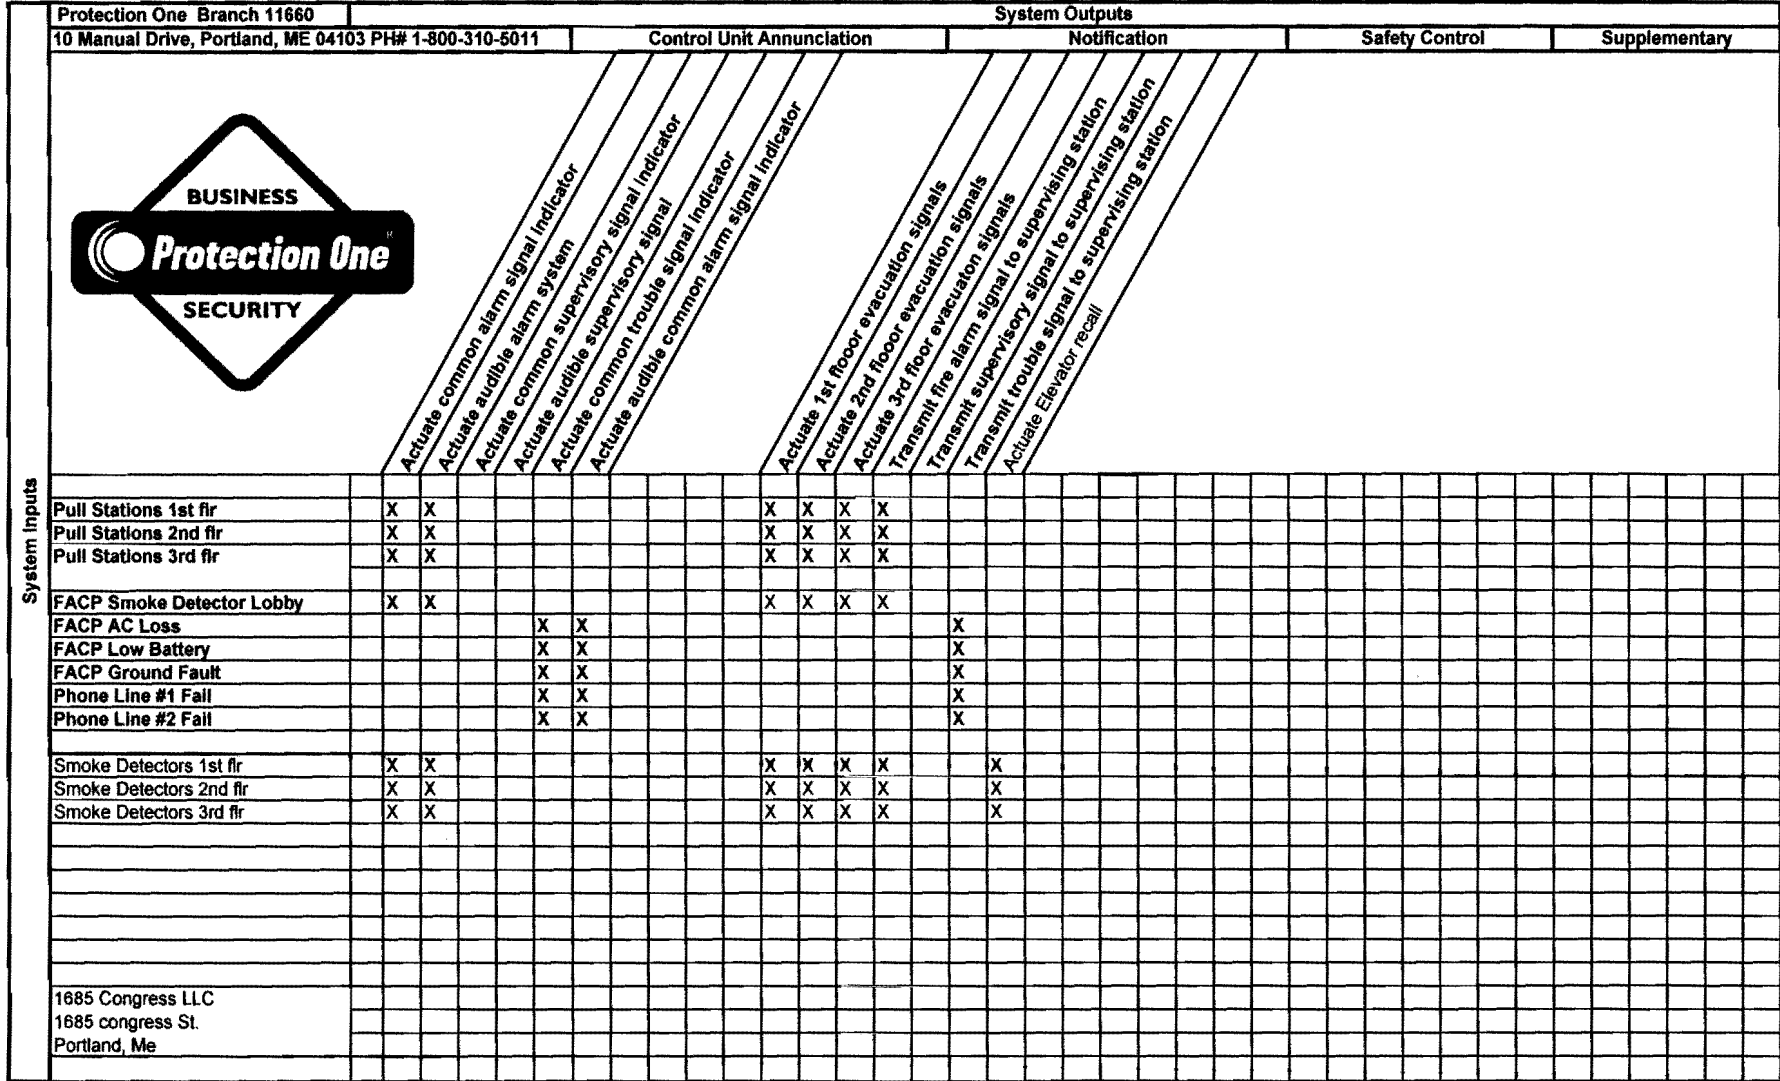 Protection One Branch 11660
System Outputs
10 Manual Drive, Portland, ME 04103 PH# 1-800-310-5011
Control Unit Annunciation
Notification
Safety Control
Supplementary
BUSINESS
Protection One
SECURITY
Actuate common alarm signal indicator
Actuate audible alarm system
Actuate common supervisory signal indicator
Actuate audible supervisory signal
Actuate common trouble signal indicator
Actuate audible common alarm signal indicator
Actuate 1st flooor evacuation signals
Actuate 2nd flooor evacuation signals
Actuate 3rd floor evacuaton signals
Transmit fire alarm signal to supervising station
Transmit supervisory signal to supervising station
Transmit trouble signal to supervising station
Actuate Elevator recall
System Inputs
Pull Stations 1st flr X X X X X X
Pull Stations 2nd flr X X X X X X
Pull Stations 3rd flr X X X X X X
FACP Smoke Detector Lobby X X X X X X
FACP AC Loss X X X
FACP Low Battery X X X
FACP Ground Fault X X X
Phone Line #1 Fail X X X
Phone Line #2 Fail X X X
Smoke Detectors 1st flr X X X X X X X
Smoke Detectors 2nd flr X X X X X X X
Smoke Detectors 3rd flr X X X X X X X
1685 Congress LLC
1685 congress St.
Portland, Me